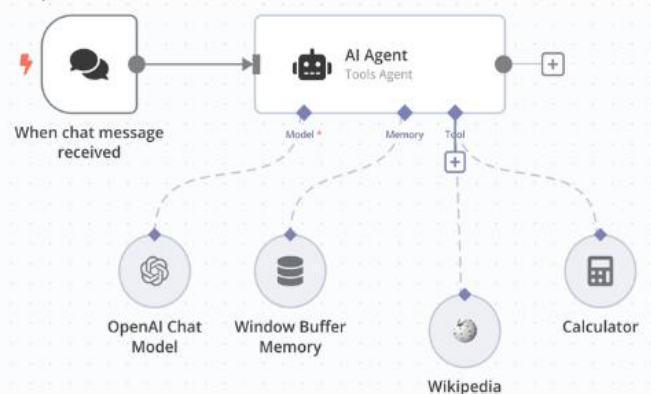 AI Agent
Tools Agent
When chat message
received
Model *
Memory
Tool
OpenAI Chat
Model
Window Buffer
Memory
Wikipedia
Calculator